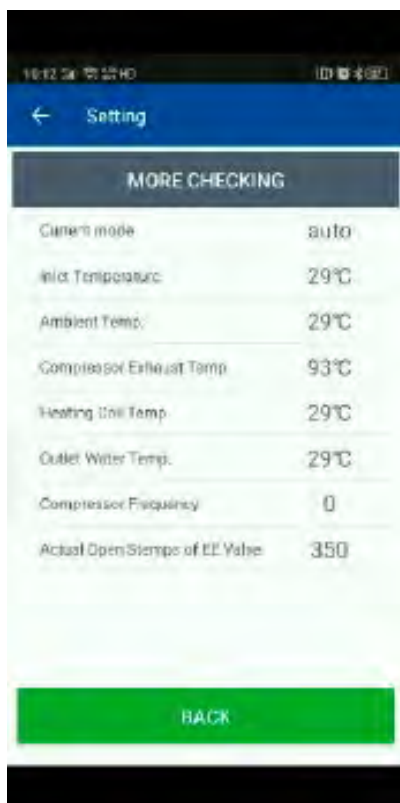 ← Setting
MORE CHECKING
Current mode auto
Inlet Temperature 29℃
Ambient Temp. 29℃
Compressor Exhaust Temp 93℃
Heating Coil Temp 29℃
Outlet Water Temp. 29℃
Compressor Frequency 0
Actual Open Stemps of EE Valve 350
BACK